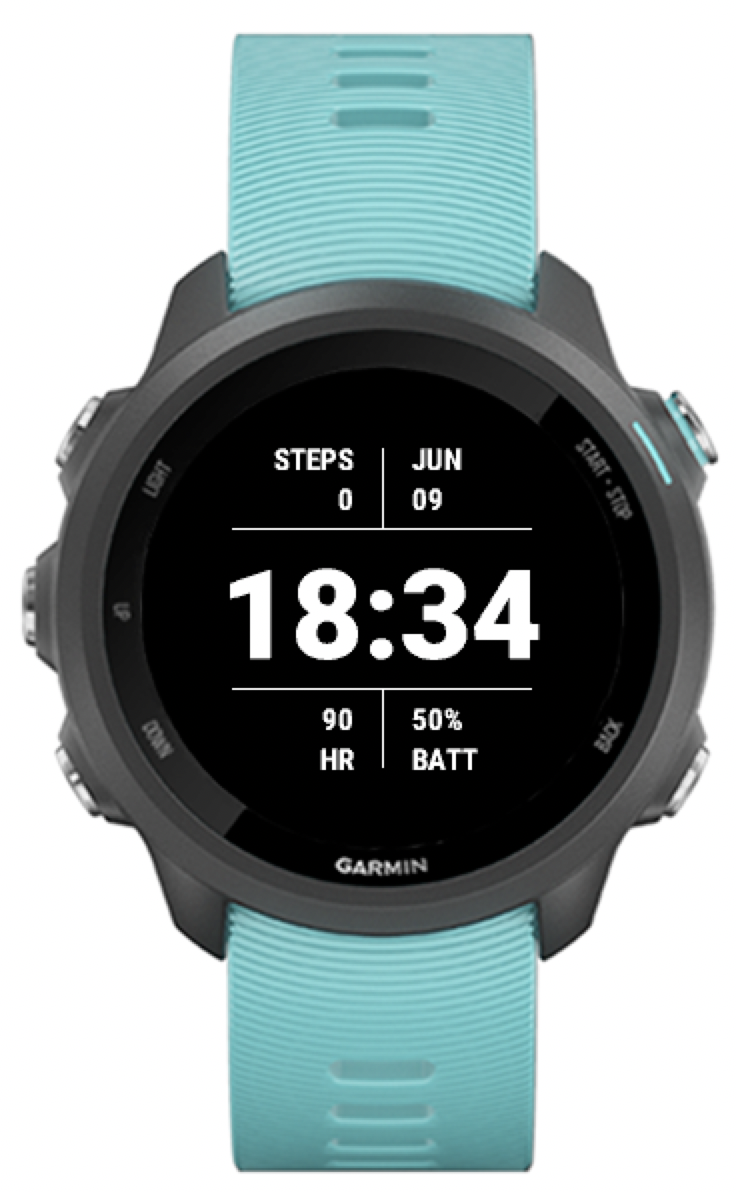 STEPS JUN
0 09
18:34
90 50%
HR BATT
LIGHT
START • STOP
UP
DOWN
BACK
GARMIN